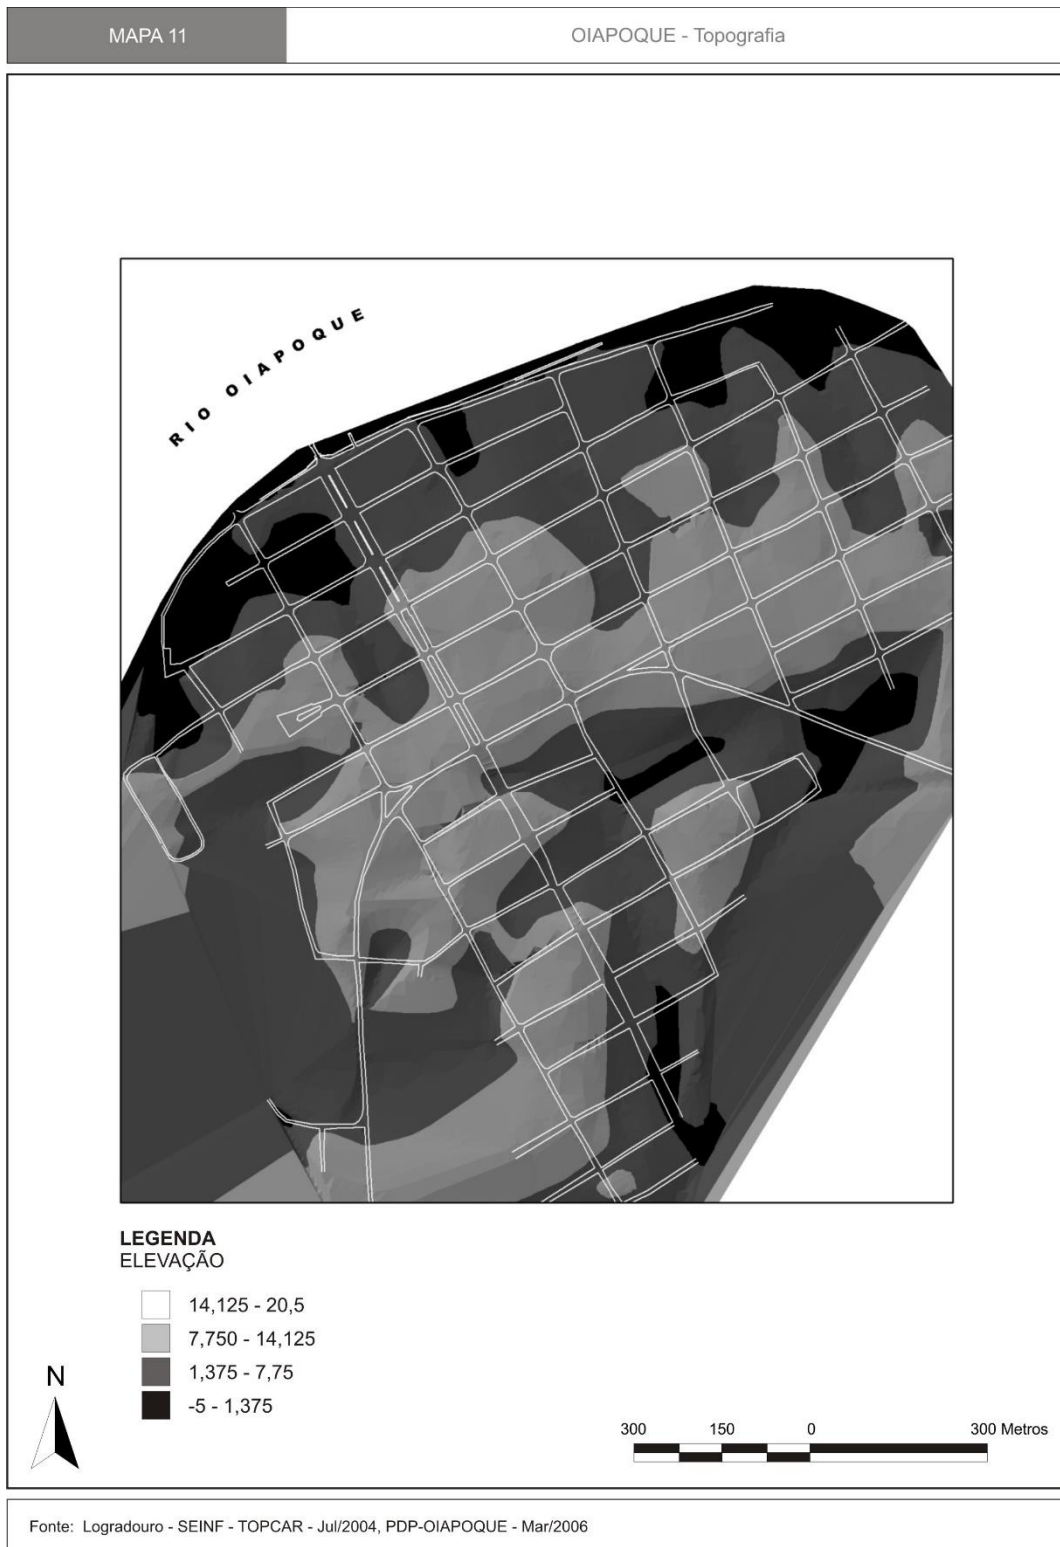 MAPA 11
OIAPOQUE - Topografia
RIO OIAPOQUE
LEGENDA
ELEVAÇÃO
14,125 - 20,5
7,750 - 14,125
1,375 - 7,75
-5 - 1,375
N
300 150 0 300 Metros
Fonte: Logradouro - SEINF - TOPCAR - Jul/2004, PDP-OIAPOQUE - Mar/2006